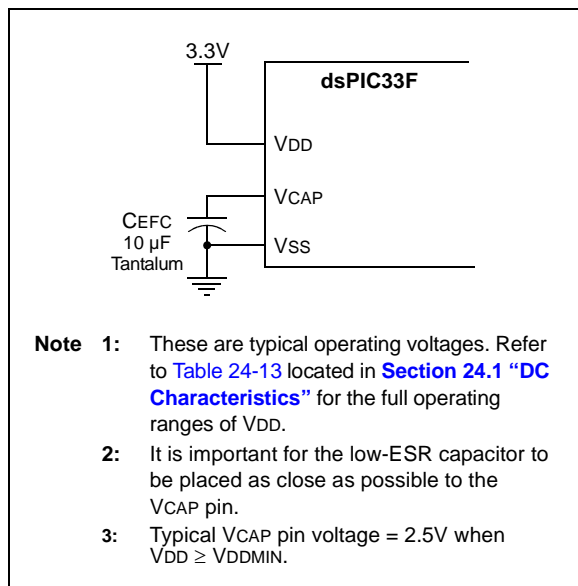 3.3V
dsPIC33F
VDD
VCAP
CEFC
10 µF
Tantalum
VSS
Note 1: These are typical operating voltages. Refer
to Table 24-13 located in Section 24.1 “DC
Characteristics” for the full operating
ranges of VDD.
2: It is important for the low-ESR capacitor to
be placed as close as possible to the
VCAP pin.
3: Typical VCAP pin voltage = 2.5V when
VDD ≥ VDDMIN.